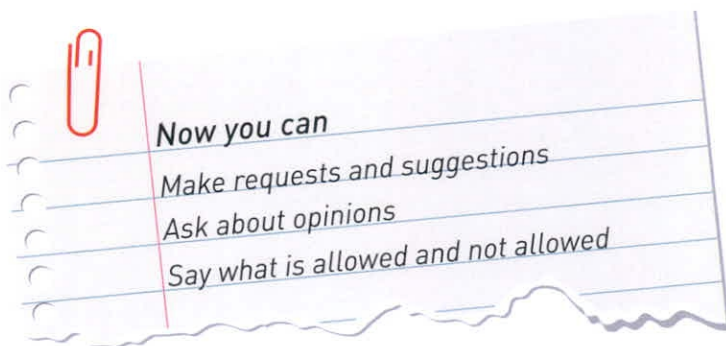 Now you can
Make requests and suggestions
Ask about opinions
Say what is allowed and not allowed